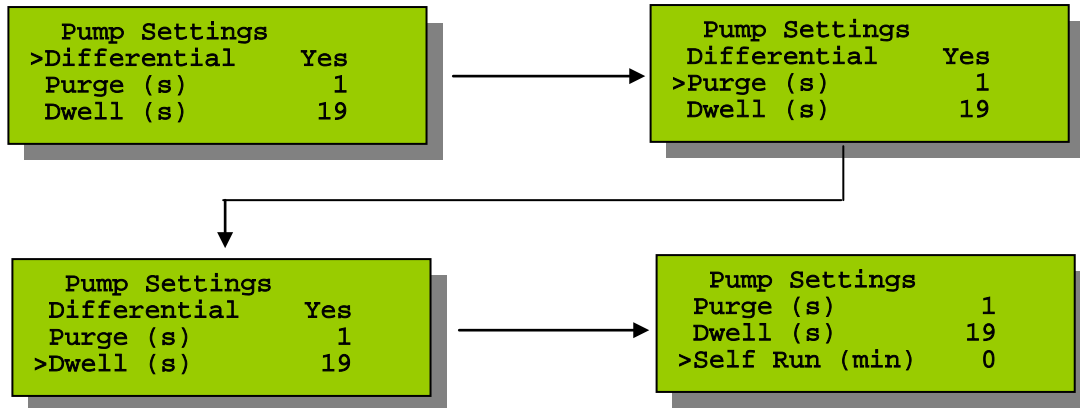 Pump Settings
>Differential Yes
Purge (s) 1
Dwell (s) 19
Pump Settings
Differential Yes
>Purge (s) 1
Dwell (s) 19
Pump Settings
Differential Yes
Purge (s) 1
>Dwell (s) 19
Pump Settings
Purge (s) 1
Dwell (s) 19
>Self Run (min) 0